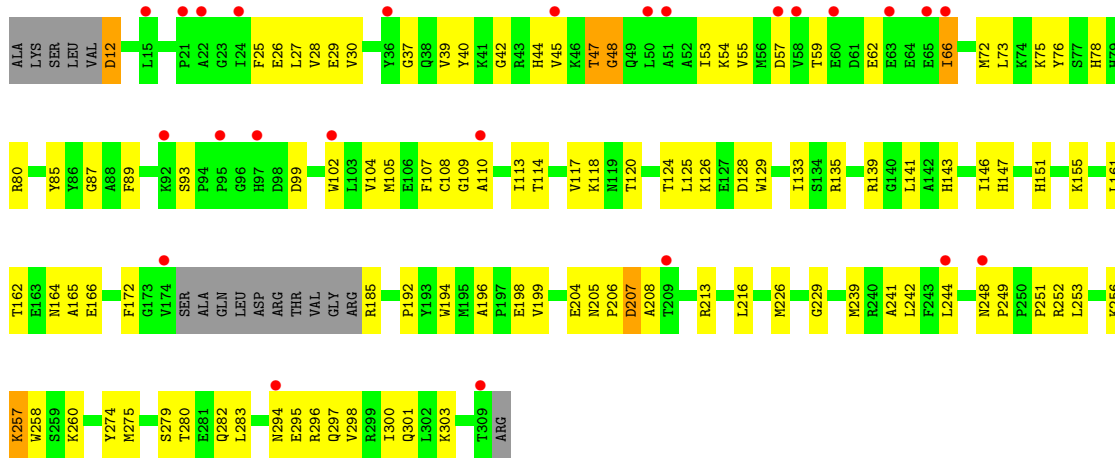 ALA LYS SER LEU VAL D12 L15 P21 A22 G23 I24 F25 E26 L27 V28 E29 V30 Y36 G37 Q38 V39 Y40 K41 G42 R43 H44 V45 K46 T47 G48 Q49 L50 A51 A52 I53 K54 V55 M56 D57 V58 T59 E60 D61 E62 E63 E64 E65 I66 M72 L73 K74 K75 Y76 S77 H78 H79
R80 Y85 Y86 G87 A88 F89 K92 S93 P94 P95 G96 H97 D98 D99 W102 L103 V104 M105 E106 F107 C108 G109 A110 I113 T114 V117 K118 N119 T120 T124 L125 K126 E127 D128 W129 I133 S134 R135 R139 G140 L141 A142 H143 I146 H147 H151 K155 L161
T162 E163 N164 A165 E166 F172 G173 V174 SER ALA GLN LEU ASP ARG THR VAL GLY ARG R185 P192 Y193 W194 M195 A196 P197 E198 V199 E204 N205 P206 D207 A208 T209 R213 L216 M226 G229 M239 R240 A241 L242 F243 L244 N248 P249 P250 P251 R252 L253 K256
K257 W258 S259 K260 Y274 M275 S279 T280 E281 Q282 L283 N294 E295 R296 Q297 V298 R299 I300 Q301 L302 K303 T309 ARG